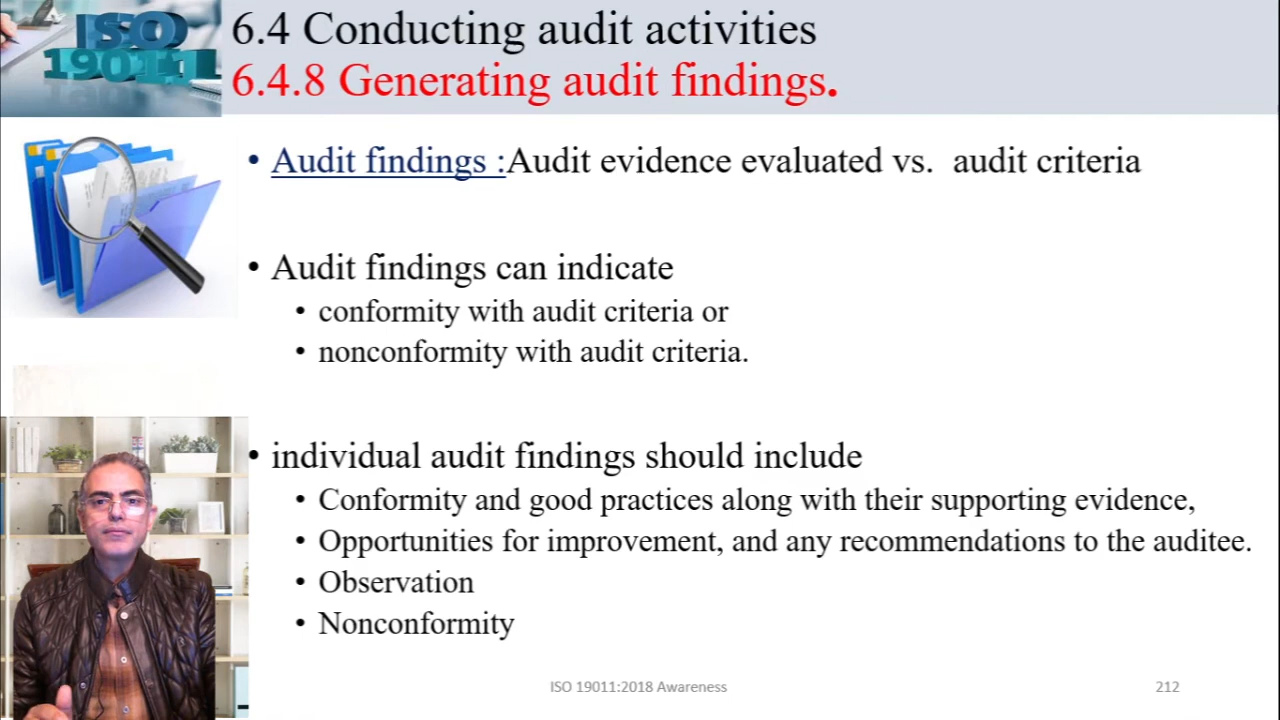 ISO
19011
6.4 Conducting audit activities
6.4.8 Generating audit findings.
• Audit findings :Audit evidence evaluated vs. audit criteria
• Audit findings can indicate
• conformity with audit criteria or
• nonconformity with audit criteria.
• individual audit findings should include
• Conformity and good practices along with their supporting evidence,
• Opportunities for improvement, and any recommendations to the auditee.
• Observation
• Nonconformity
ISO 19011:2018 Awareness
212